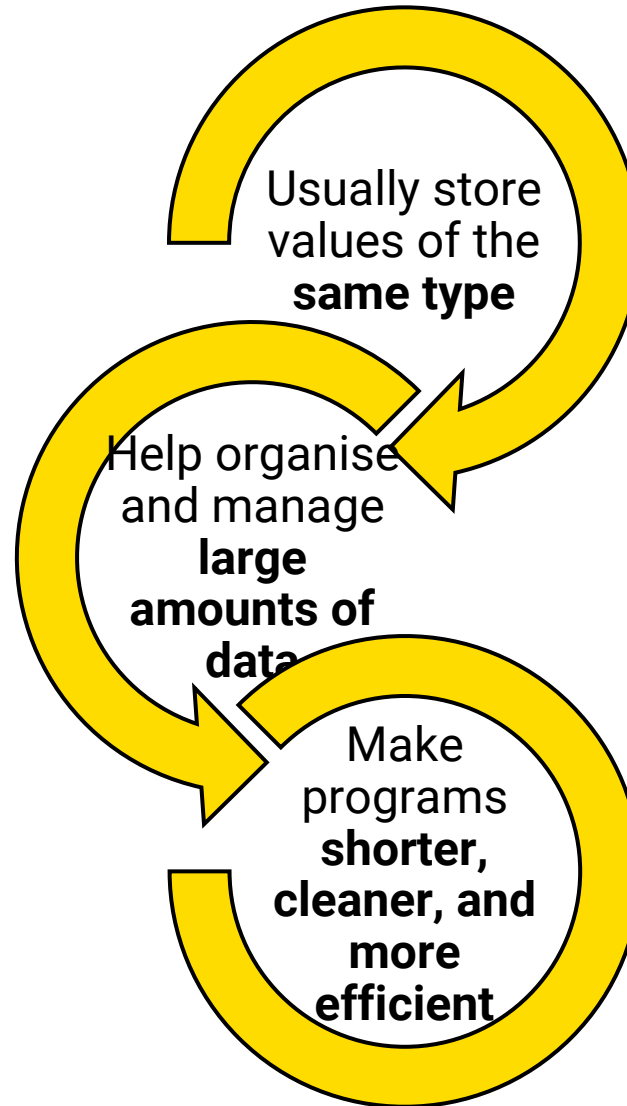 Usually store
values of the
same type
Help organise
and manage
large
amounts of
data
Make
programs
shorter,
cleaner, and
more
efficient